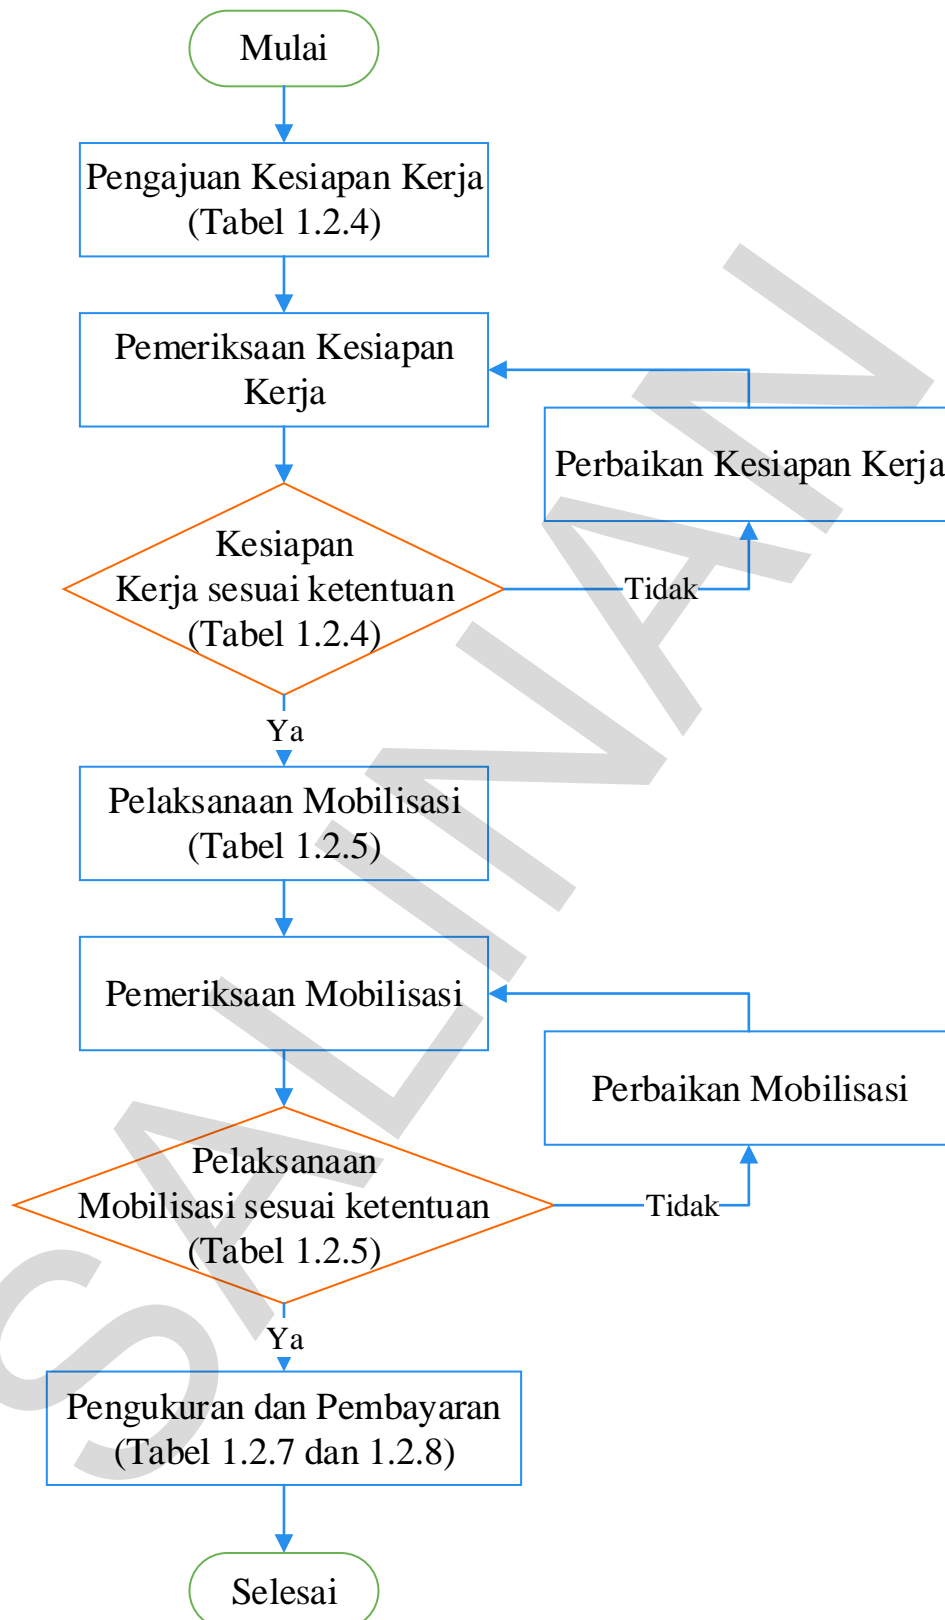 Mulai
Pengajuan Kesiapan Kerja
(Tabel 1.2.4)
Pemeriksaan Kesiapan
Kerja
Perbaikan Kesiapan Kerja
Kesiapan
Kerja sesuai ketentuan
(Tabel 1.2.4)
Tidak
Ya
Pelaksanaan Mobilisasi
(Tabel 1.2.5)
Pemeriksaan Mobilisasi
Perbaikan Mobilisasi
Pelaksanaan
Mobilisasi sesuai ketentuan
(Tabel 1.2.5)
Tidak
Ya
Pengukuran dan Pembayaran
(Tabel 1.2.7 dan 1.2.8)
Selesai
SALINAN